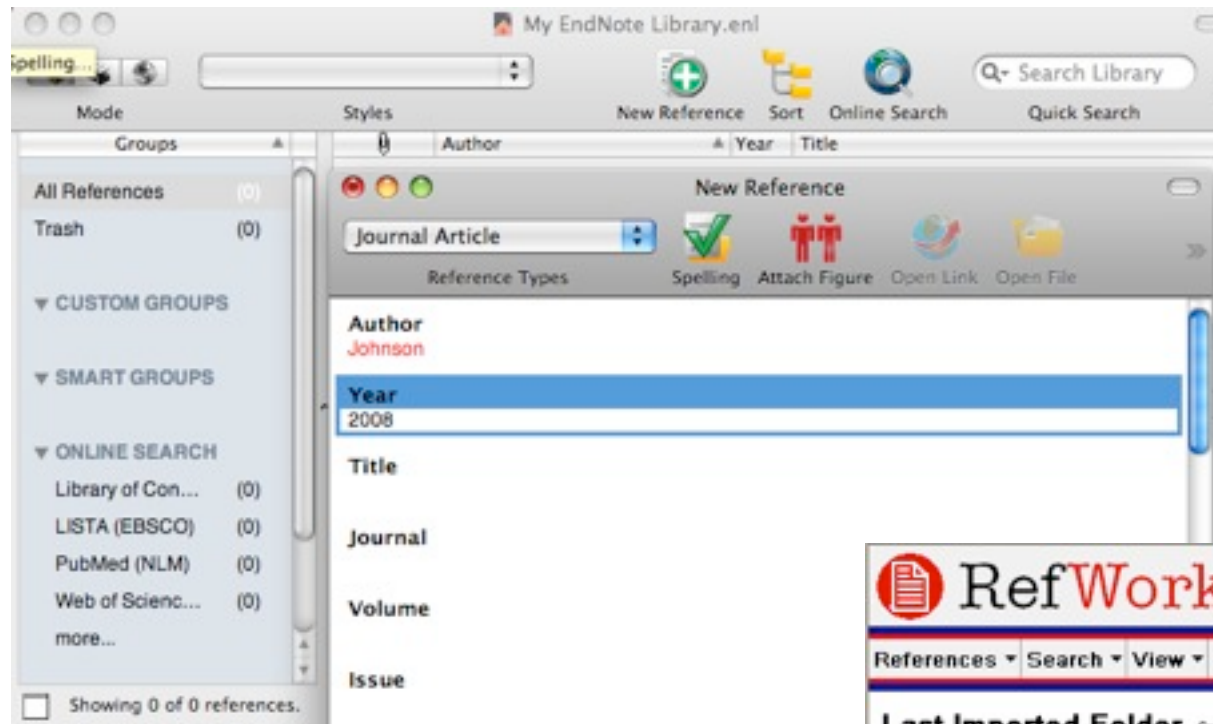 My EndNote Library.enl
Spelling...
Search Library
Mode Styles New Reference Sort Online Search Quick Search
Groups Author Year Title
All References (0)
Trash (0)
▼ CUSTOM GROUPS
▼ SMART GROUPS
▼ ONLINE SEARCH
Library of Con... (0)
LISTA (EBSCO) (0)
PubMed (NLM) (0)
Web of Scienc... (0)
more...
Showing 0 of 0 references.
New Reference
Journal Article
Reference Types Spelling Attach Figure Open Link Open File
Author
Johnson
Year
2008
Title
Journal
Volume
Issue
RefWork
References Search View
Last Imported Folder